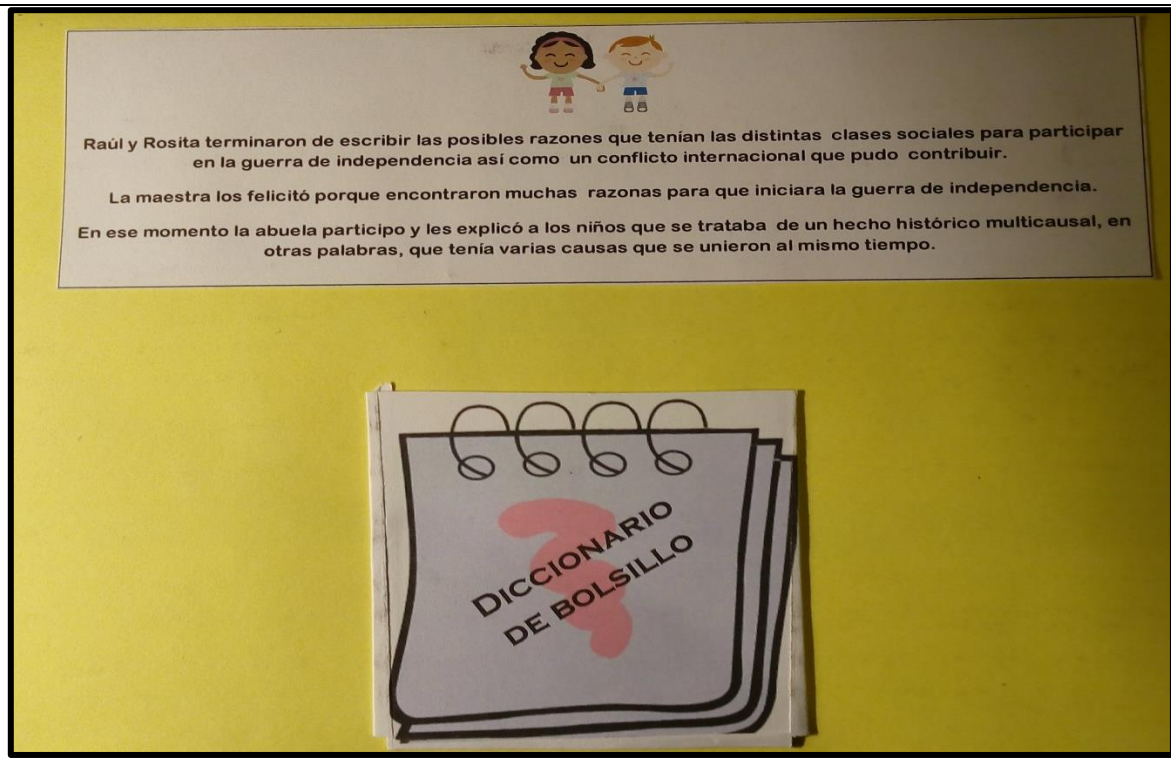 Raúl y Rosita terminaron de escribir las posibles razones que tenían las distintas clases sociales para participar
en la guerra de independencia así como un conflicto internacional que pudo contribuir.
La maestra los felicitó porque encontraron muchas razonas para que iniciara la guerra de independencia.
En ese momento la abuela participo y les explicó a los niños que se trataba de un hecho histórico multicausal, en
otras palabras, que tenía varias causas que se unieron al mismo tiempo.
DICCIONARIO
DE BOLSILLO